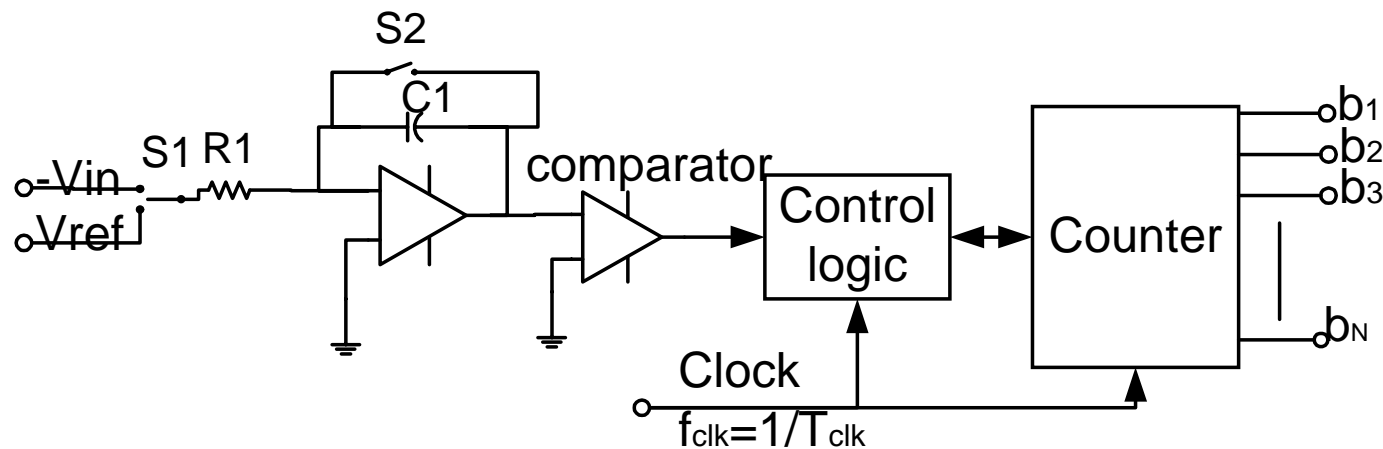 S2
C1
S1 R1
-Vin
Vref
comparator
Control
logic
Counter
b1
b2
b3
bN
Clock
fclk=1/Tclk